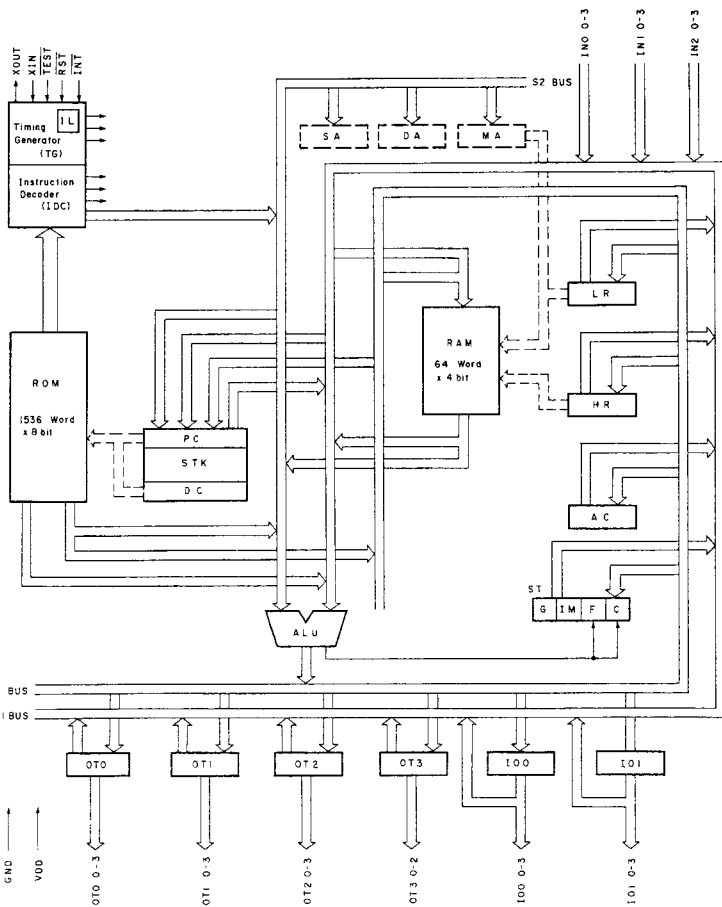 XOUT
XIN
TEST
RST
INT
IN0 0-3
IN1 0-3
IN2 0-3
S2 BUS
IL
Timing
Generator
(TG)
Instruction
Decoder
(IDC)
SA
DA
MA
LR
RAM
64 Word
x 4 bit
HR
ROM
1536 Word
x 8 bit
PC
STK
DC
AC
ST
G
IM
F
C
ALU
BUS
I BUS
OT0
OT1
OT2
OT3
IO0
IO1
GND
VDD
OT0 0-3
OT1 0-3
OT2 0-3
OT3 0-2
IO0 0-3
IO1 0-3